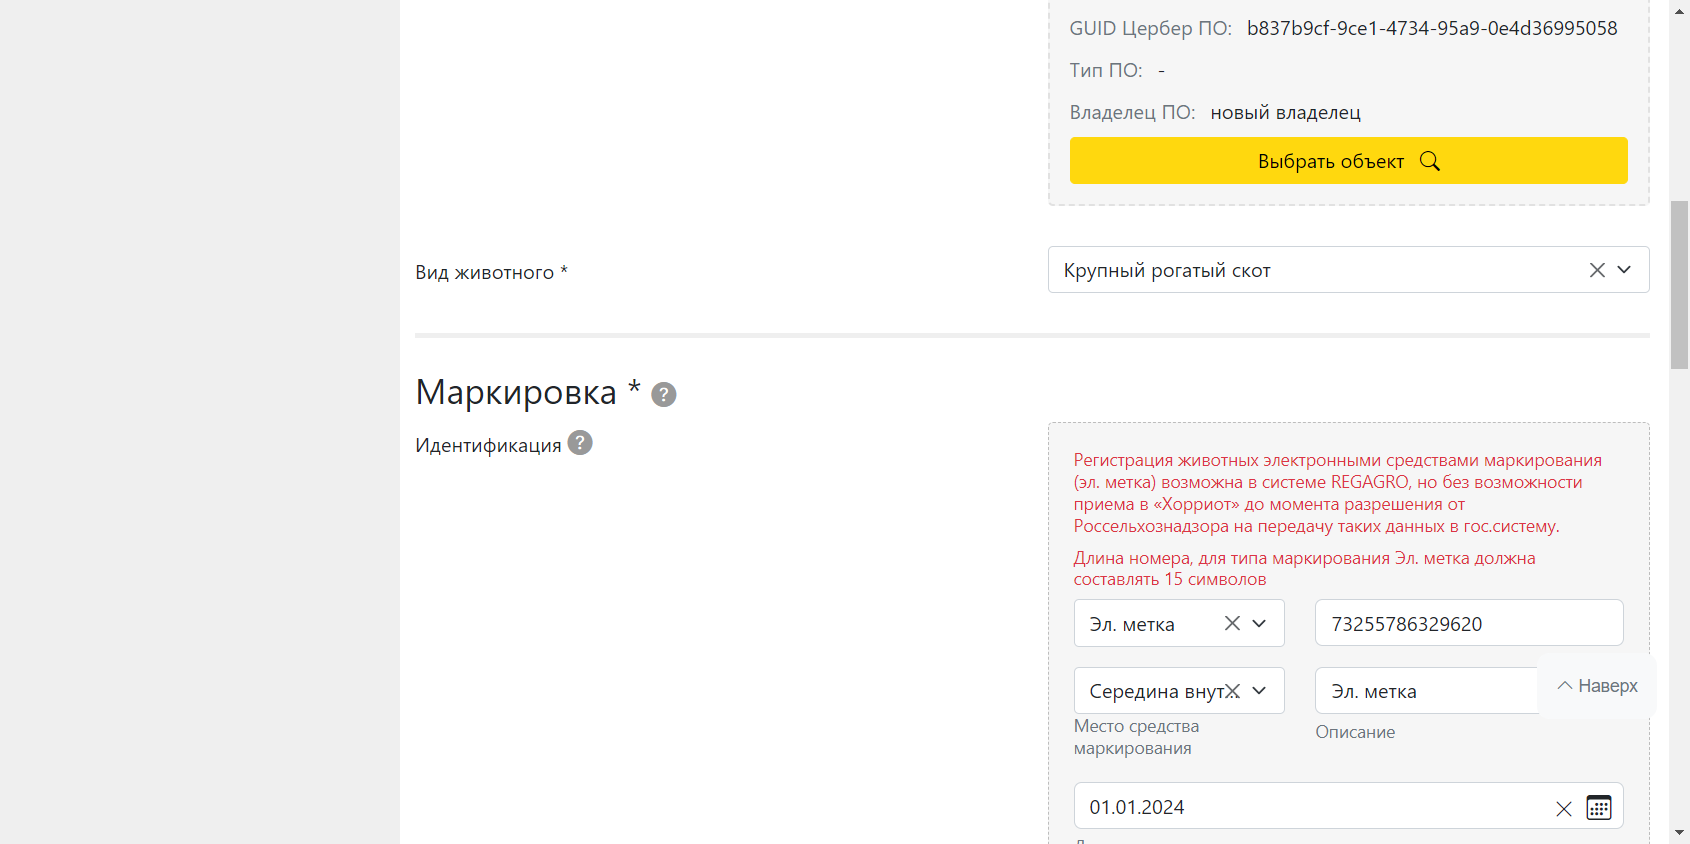 GUID Цербер ПО: b837b9cf-9ce1-4734-95a9-0e4d36995058
Тип ПО: -
Владелец ПО: новый владелец
Выбрать объект
Вид животного *
Крупный рогатый скот
Маркировка * ?
Идентификация ?
Регистрация животных электронными средствами маркирования
(эл. метка) возможна в системе REGAGRO, но без возможности
приема в «Хорриот» до момента разрешения от
Россельхознадзора на передачу таких данных в гос.систему.
Длина номера, для типа маркирования Эл. метка должна
составлять 15 символов
Эл. метка
73255786329620
Середина внут...
Эл. метка
Наверх
Место средства
маркирования
Описание
01.01.2024